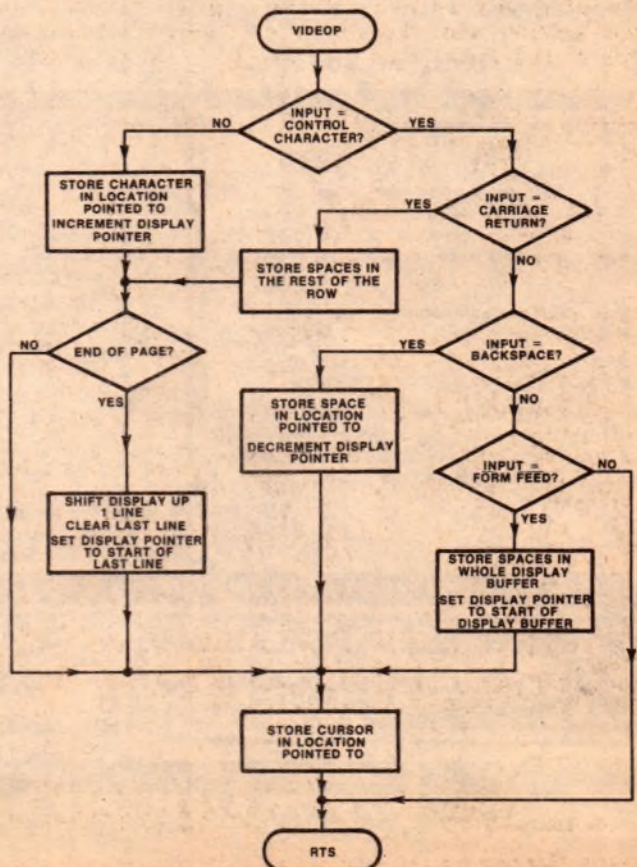 VIDEOP
INPUT =
CONTROL
CHARACTER?
NO
YES
STORE CHARACTER
IN LOCATION
POINTED TO
INCREMENT DISPLAY
POINTER
YES
INPUT =
CARRIAGE
RETURN?
NO
STORE SPACES IN
THE REST OF THE
ROW
NO
END OF PAGE?
YES
YES
INPUT =
BACKSPACE?
NO
STORE SPACE
IN LOCATION
POINTED TO
DECREMENT DISPLAY
POINTER
INPUT =
FORM FEED?
NO
YES
SHIFT DISPLAY UP
1 LINE
CLEAR LAST LINE
SET DISPLAY POINTER
TO START OF
LAST LINE
STORE SPACES IN
WHOLE DISPLAY
BUFFER
SET DISPLAY POINTER
TO START OF
DISPLAY BUFFER
STORE CURSOR
IN LOCATION
POINTED TO
RTS